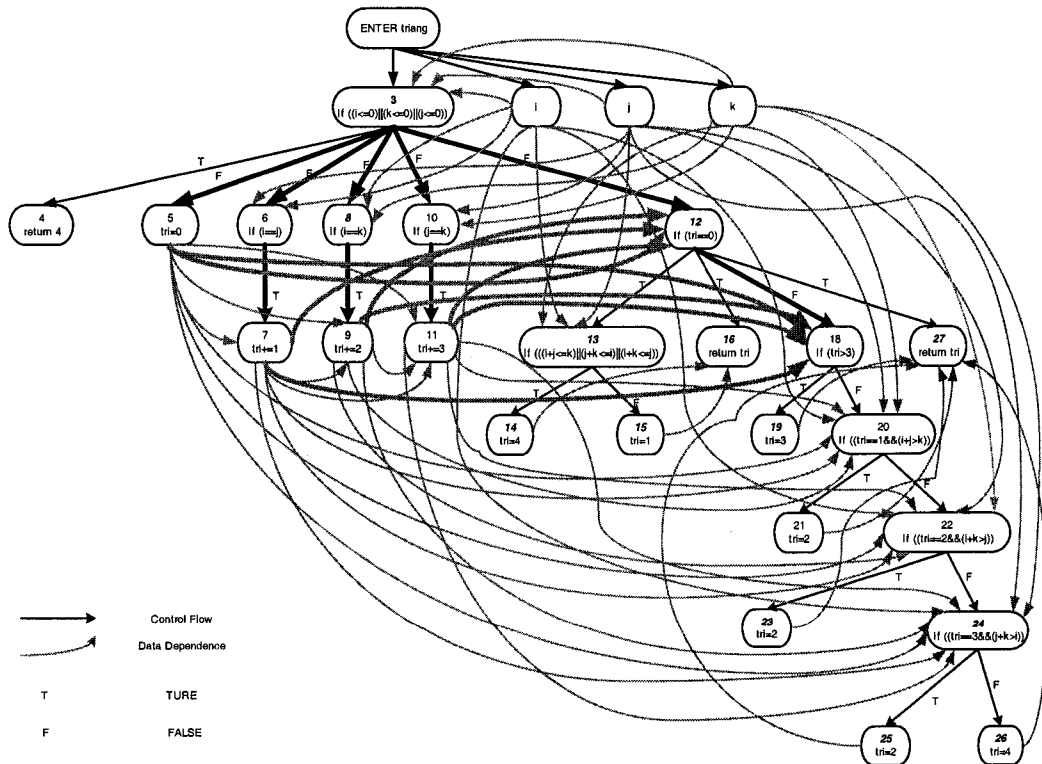 ENTER triang
3
If ((i<=0)||(k<=0)||(j<=0))
i
j
k
T
F
F
F
F
F
4
return 4
5
tri=0
6
If (i==j)
8
If (i==k)
10
If (j==k)
12
If (tri==0)
T
T
T
T
T
F
T
7
tri+=1
9
tri+=2
11
tri+=3
13
If (((i+j<=k)||(j+k<=i)||(i+k<=j))
16
return tri
18
If (tri>3)
27
return tri
T
F
T
F
14
tri=4
15
tri=1
19
tri=3
20
If ((tri==1&&(i+j>k))
T
F
21
tri=2
22
If ((tri==2&&(i+k>j))
T
F
23
tri=2
24
If ((tri==3&&(j+k>i))
T
F
25
tri=2
26
tri=4
Control Flow
Data Dependence
T TURE
F FALSE